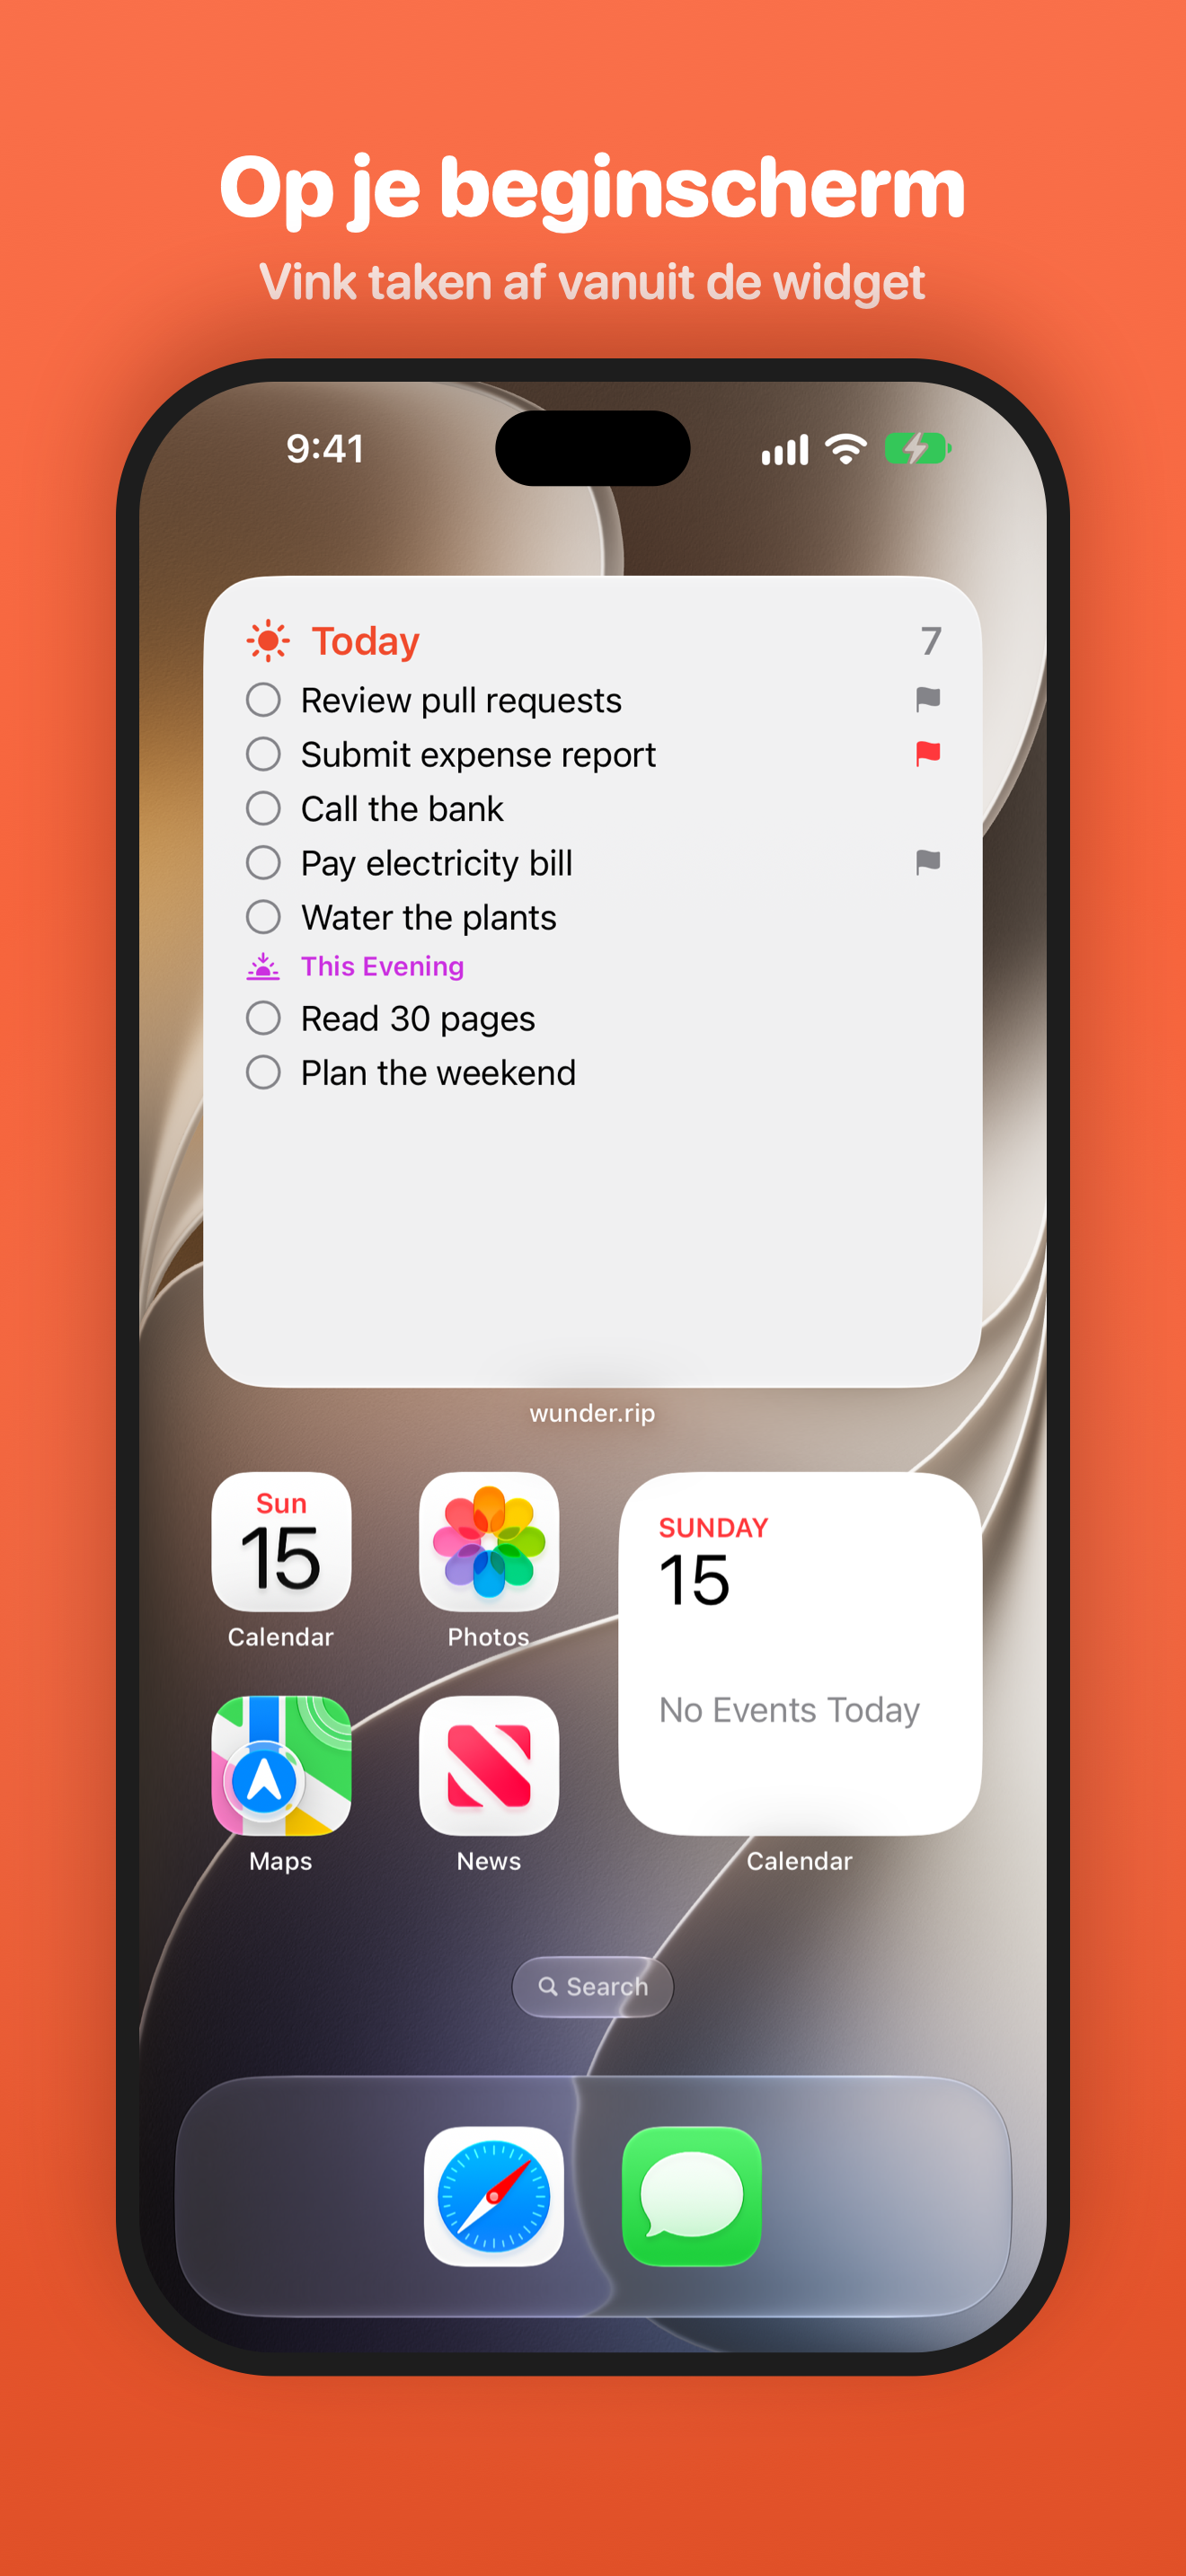 Op je beginscherm
Vink taken af vanuit de widget
9:41
Today 7
Review pull requests
Submit expense report
Call the bank
Pay electricity bill
Water the plants
This Evening
Read 30 pages
Plan the weekend
wunder.rip
Sun
15
Calendar
Photos
SUNDAY
15
No Events Today
Maps
News
Calendar
Search